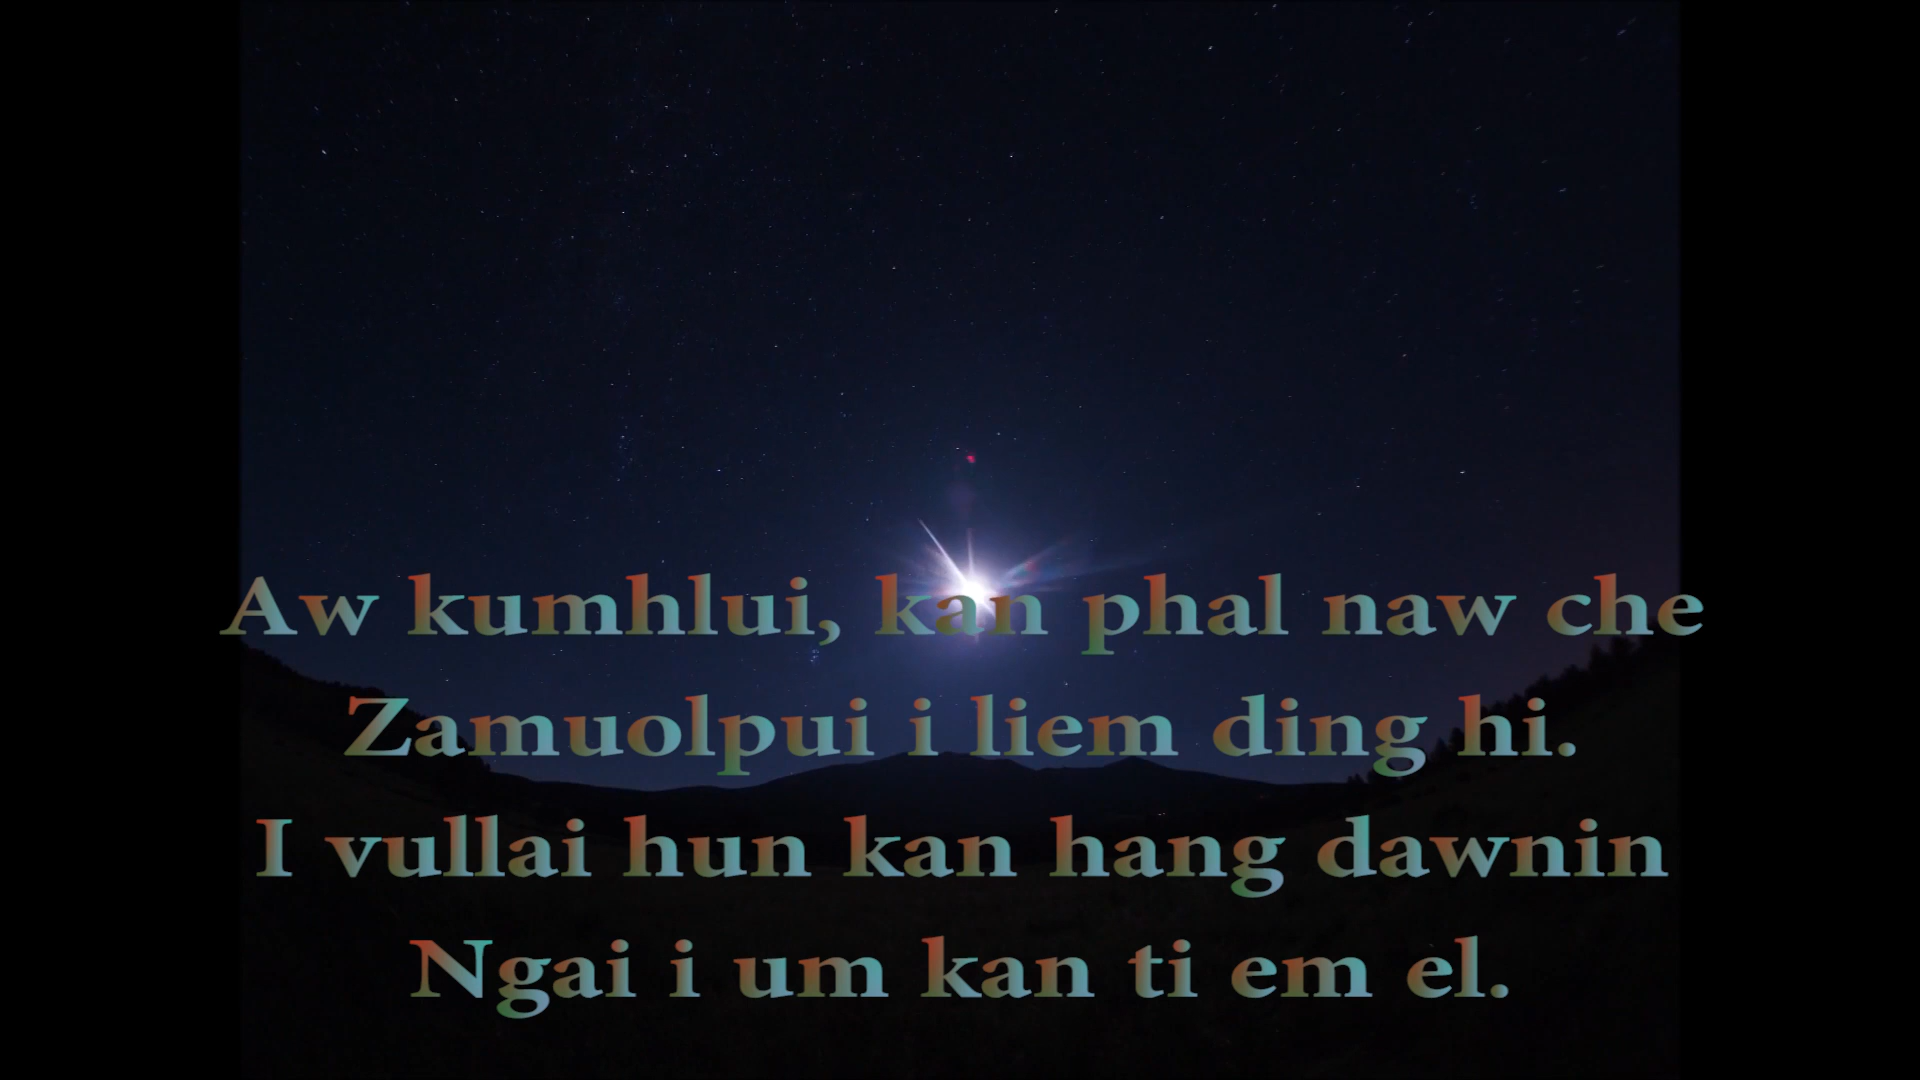 Aw kumhlui, kan phal naw che
Zamuolpui i liem ding hi.
I vullai hun kan hang dawnin
Ngai i um kan ti em el.